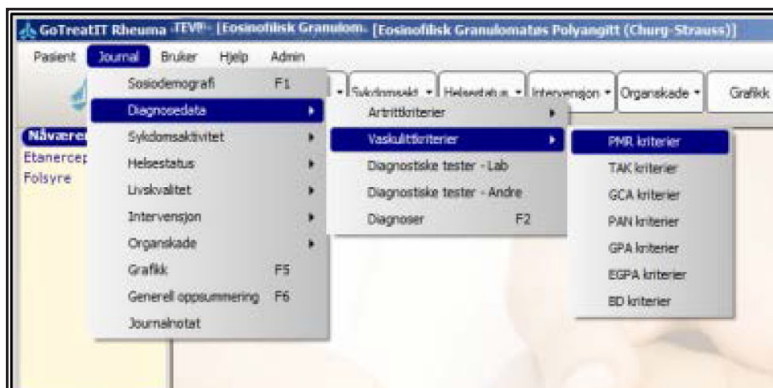 GoTreatIT Rheuma TEVP - [Eosinofilisk Granulom [Eosinofilisk Granulomatøs Polyangitt (Churg-Strauss)]
Pasient Journal Bruker Hjelp Admin
Sykdomsakt Helsestatus Intervensjon Organskade Grafikk
Nåværen
Etanercep
Folsyre
Sosiodemografi F1
Diagnosedata
Sykdomsaktivitet
Helsestatus
Livskvalitet
Intervensjon
Organskade
Grafikk F5
Generell oppsummering F6
Journalnotat
Artrittkriterier
Vaskulittkriterier
Diagnostiske tester - Lab
Diagnostiske tester - Andre
Diagnoser F2
PMR kriterier
TAK kriterier
GCA kriterier
PAN kriterier
GPA kriterier
EGPA kriterier
BD kriterier